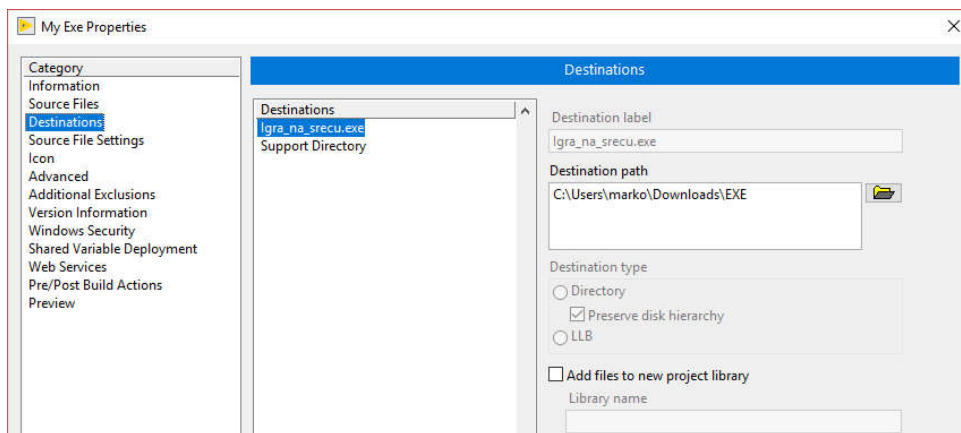 My Exe Properties
Category
Information
Source Files
Destinations
Source File Settings
Icon
Advanced
Additional Exclusions
Version Information
Windows Security
Shared Variable Deployment
Web Services
Pre/Post Build Actions
Preview
Destinations
Destinations
Igra_na_srecu.exe
Support Directory
Destination label
Igra_na_srecu.exe
Destination path
C:\Users\marko\Downloads\EXE
Destination type
Directory
Preserve disk hierarchy
LLB
Add files to new project library
Library name